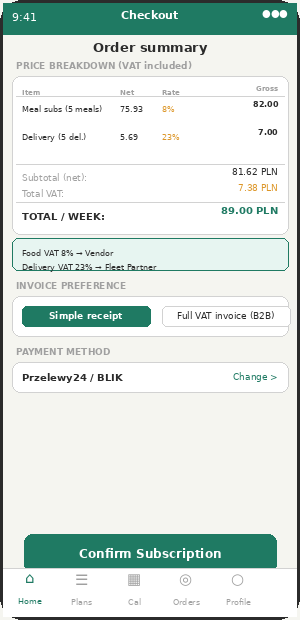 9:41 Checkout
Order summary
PRICE BREAKDOWN (VAT included)
Item Net Rate Gross
Meal subs (5 meals) 75.93 8% 82.00
Delivery (5 del.) 5.69 23% 7.00
Subtotal (net): 81.62 PLN
Total VAT: 7.38 PLN
TOTAL / WEEK: 89.00 PLN
Food VAT 8% → Vendor
Delivery VAT 23% → Fleet Partner
INVOICE PREFERENCE
Simple receipt Full VAT invoice (B2B)
PAYMENT METHOD
Przelewy24 / BLIK Change >
Confirm Subscription
Home Plans Cal Orders Profile